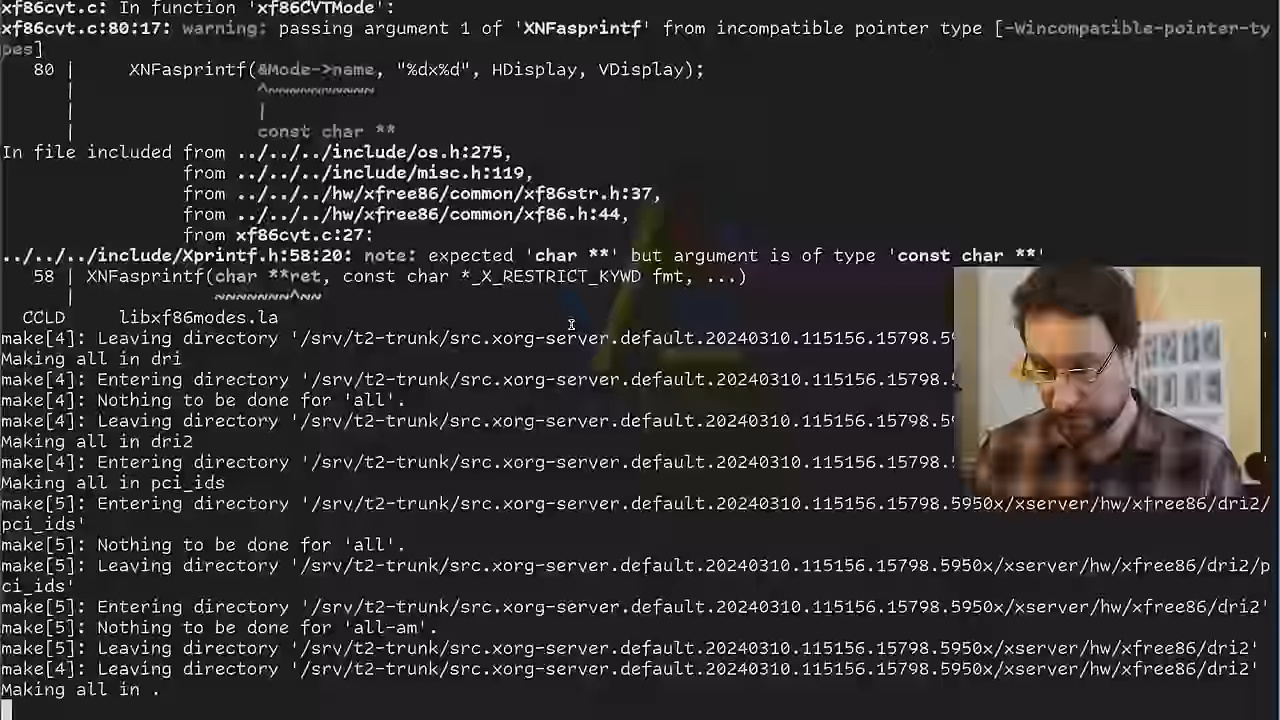 xf86cvt.c: In function 'xf86CVTMode':
xf86cvt.c:80:17: warning: passing argument 1 of 'XNFasprintf' from incompatible pointer type [-Wincompatible-pointer-ty
pes]
80 | XNFasprintf(&Mode->name, "%dx%d", HDisplay, VDisplay);
| ^~~~~~~~~~~
| |
| const char **
In file included from ../../../include/os.h:275,
from ../../../include/misc.h:119,
from ../../../hw/xfree86/common/xf86str.h:37,
from ../../../hw/xfree86/common/xf86.h:44,
from xf86cvt.c:27:
../../../include/Xprintf.h:58:20: note: expected 'char **' but argument is of type 'const char **'
58 | XNFasprintf(char **ret, const char *_X_RESTRICT_KYWD fmt, ...)
| ~~~~~~~^~~
CCLD libxf86modes.la
make[4]: Leaving directory '/srv/t2-trunk/src.xorg-server.default.20240310.115156.15798.59
Making all in dri
make[4]: Entering directory '/srv/t2-trunk/src.xorg-server.default.20240310.115156.15798.
make[4]: Nothing to be done for 'all'.
make[4]: Leaving directory '/srv/t2-trunk/src.xorg-server.default.20240310.115156.15798.59
Making all in dri2
make[4]: Entering directory '/srv/t2-trunk/src.xorg-server.default.20240310.115156.15798.
Making all in pci_ids
make[5]: Entering directory '/srv/t2-trunk/src.xorg-server.default.20240310.115156.15798.5950x/xserver/hw/xfree86/dri2/
pci_ids'
make[5]: Nothing to be done for 'all'.
make[5]: Leaving directory '/srv/t2-trunk/src.xorg-server.default.20240310.115156.15798.5950x/xserver/hw/xfree86/dri2/p
ci_ids'
make[5]: Entering directory '/srv/t2-trunk/src.xorg-server.default.20240310.115156.15798.5950x/xserver/hw/xfree86/dri2'
make[5]: Nothing to be done for 'all-am'.
make[5]: Leaving directory '/srv/t2-trunk/src.xorg-server.default.20240310.115156.15798.5950x/xserver/hw/xfree86/dri2'
make[4]: Leaving directory '/srv/t2-trunk/src.xorg-server.default.20240310.115156.15798.5950x/xserver/hw/xfree86/dri2'
Making all in .